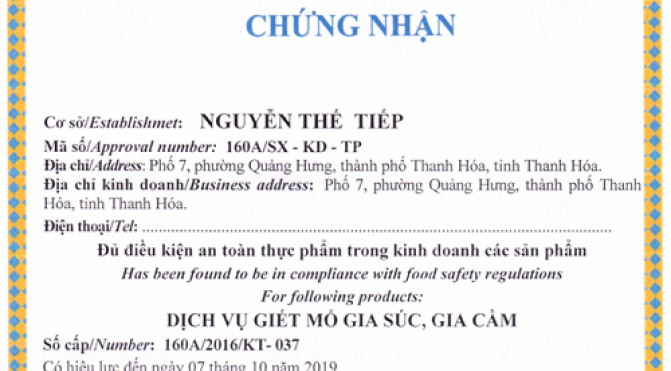 CHỨNG NHẬN
Cơ sở/Establishmet: NGUYỄN THẾ TIẾP
Mã số/Approval number: 160A/SX - KD - TP
Địa chỉ/Address: Phố 7, phường Quảng Hưng, thành phố Thanh Hóa, tỉnh Thanh Hóa.
Địa chỉ kinh doanh/Business address: Phố 7, phường Quảng Hưng, thành phố Thanh
Hóa, tỉnh Thanh Hóa.
Điện thoại/Tel: ........................................................................................................
Đủ điều kiện an toàn thực phẩm trong kinh doanh các sản phẩm
Has been found to be in compliance with food safety regulations
For following products:
DỊCH VỤ GIẾT MỔ GIA SÚC, GIA CẦM
Số cấp/Number: 160A/2016/KT- 037
Có hiệu lực đến ngày 07 tháng 10 năm 2019